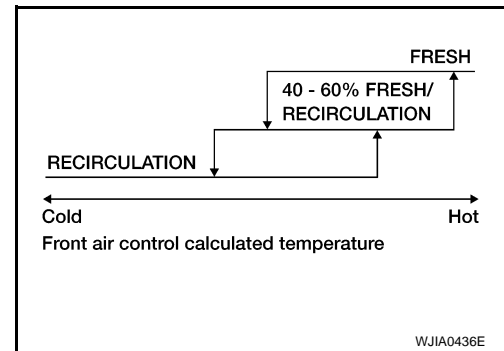 FRESH
40 - 60% FRESH/
RECIRCULATION
RECIRCULATION
Cold Hot
Front air control calculated temperature
WJIA0436E